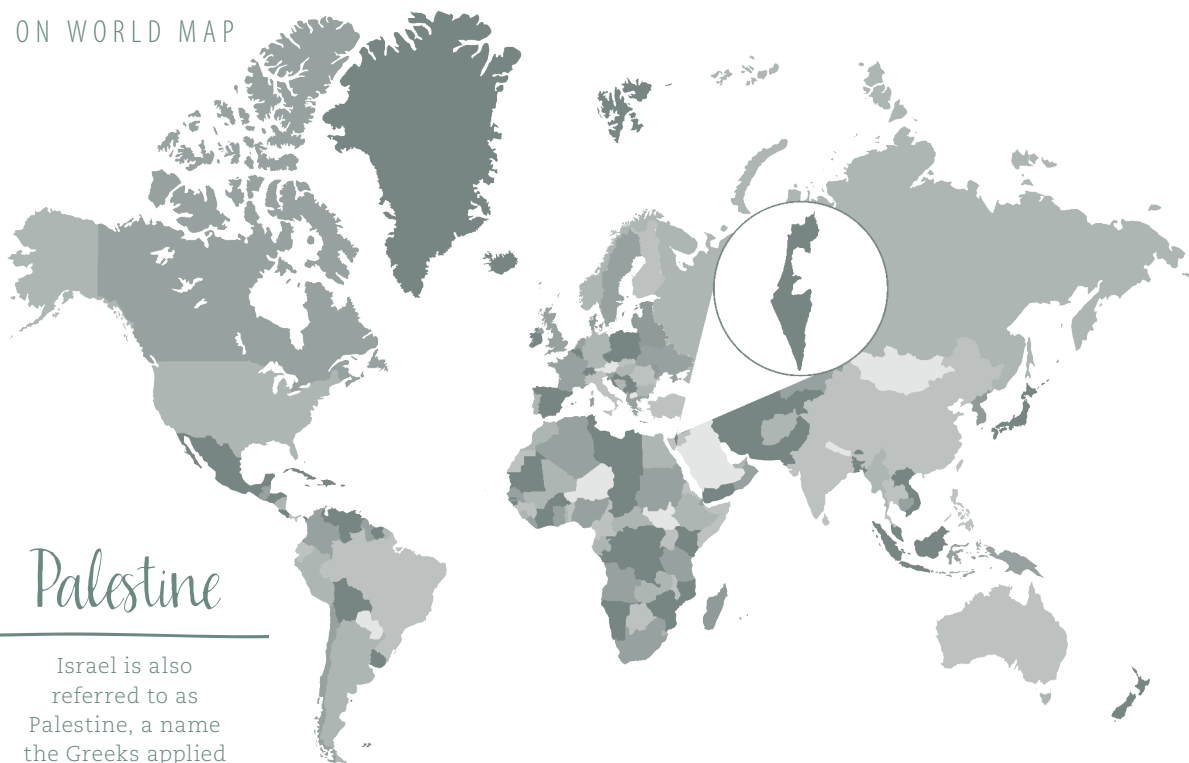 ON WORLD MAP
Palestine
Israel is also
referred to as
Palestine, a name
the Greeks applied